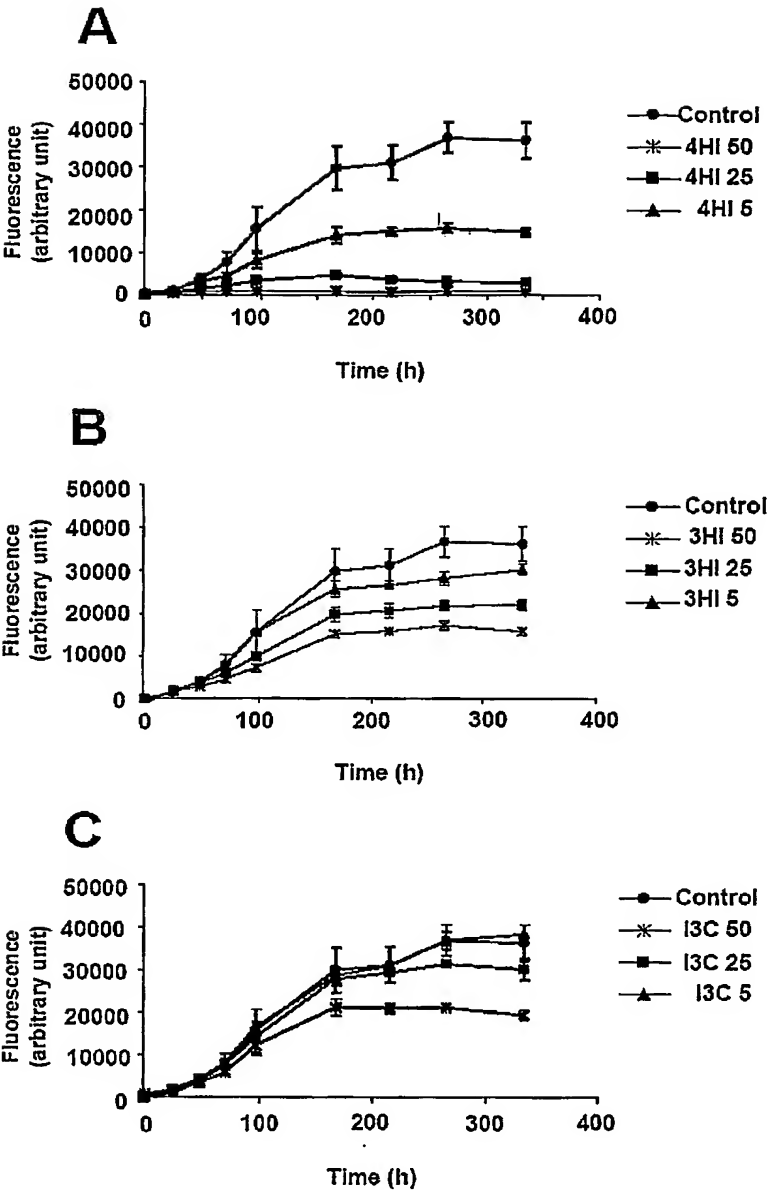 A
Fluorescence
(arbitrary unit)
50000
40000
30000
20000
10000
0
0 100 200 300 400
Time (h)
Control
4HI 50
4HI 25
4HI 5
B
Fluorescence
(arbitrary unit)
50000
40000
30000
20000
10000
0
0 100 200 300 400
Time (h)
Control
3HI 50
3HI 25
3HI 5
C
Fluorescence
(arbitrary unit)
50000
40000
30000
20000
10000
0
0 100 200 300 400
Time (h)
Control
I3C 50
I3C 25
I3C 5